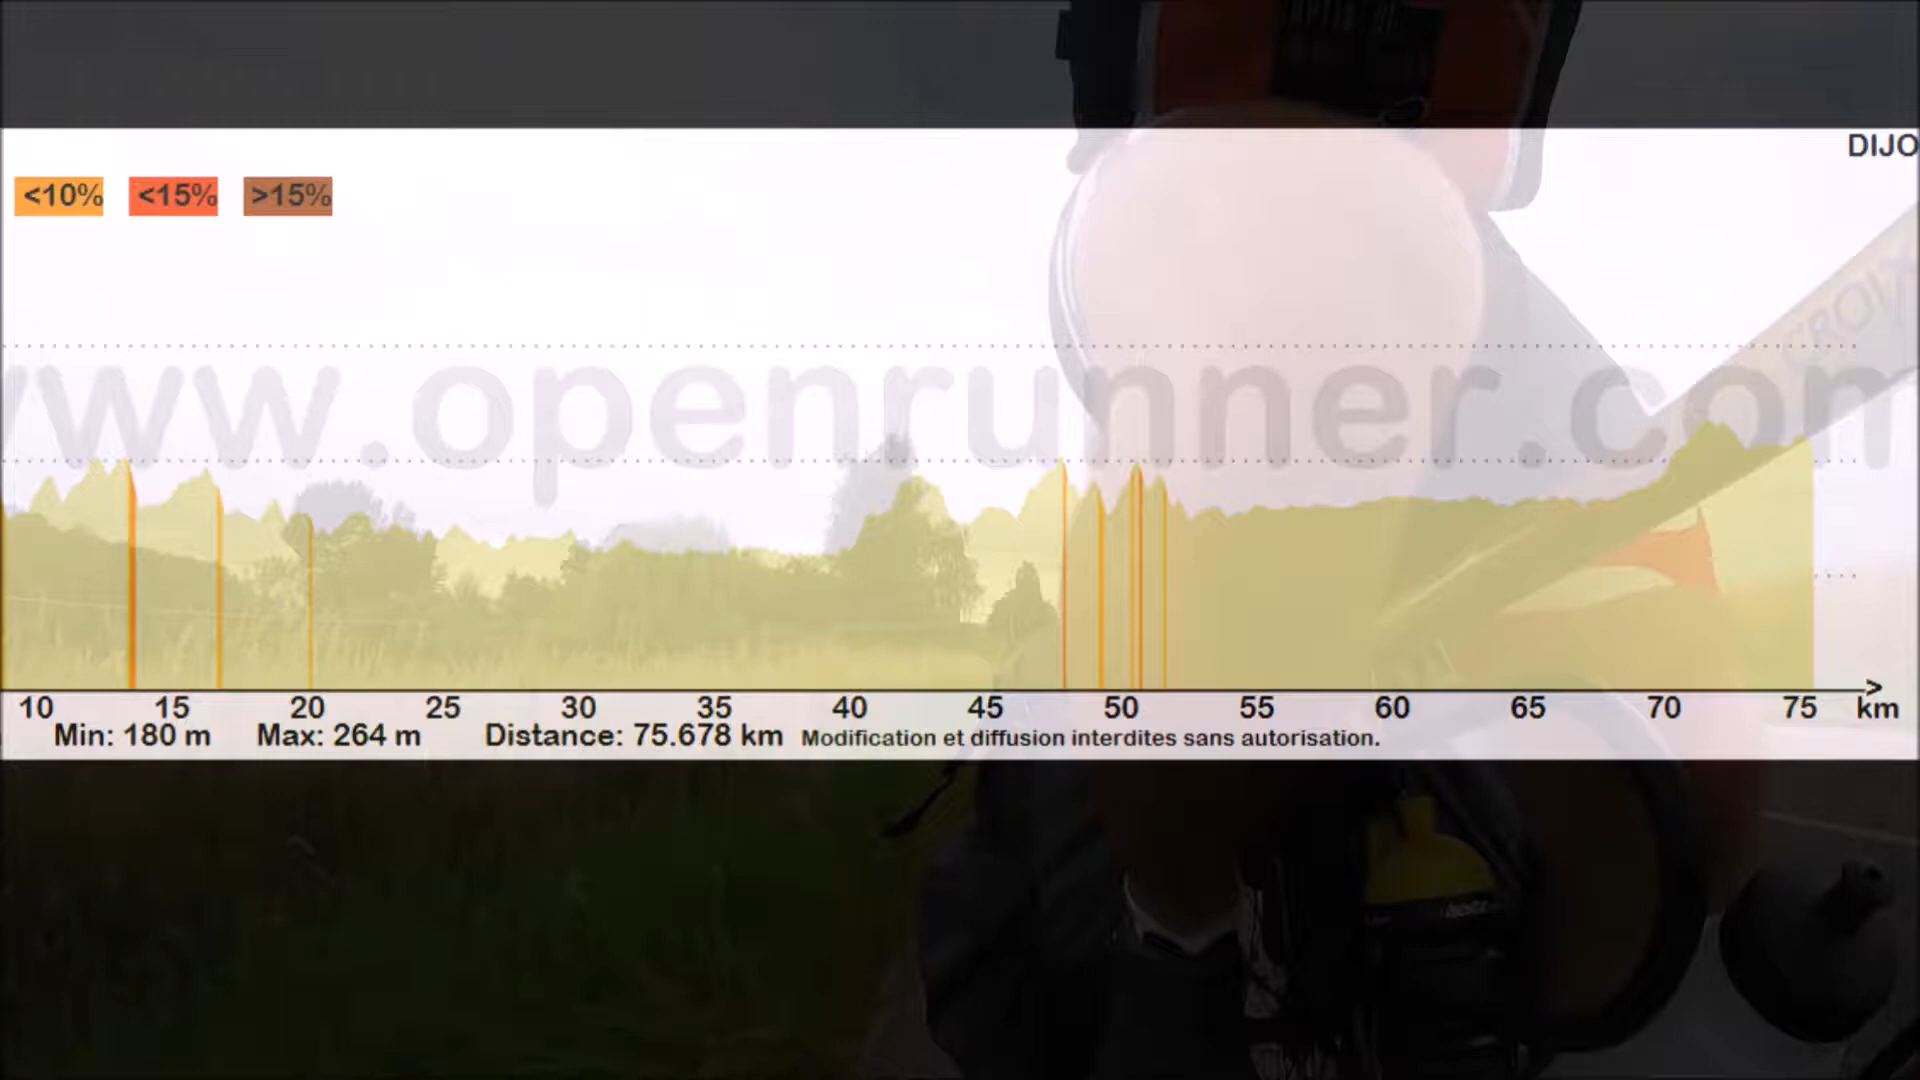 DIJO
<10% <15% >15%
www.openrunner.com
CROIX
10 15 20 25 30 35 40 45 50 55 60 65 70 75 km
Min: 180 m Max: 264 m Distance: 75.678 km Modification et diffusion interdites sans autorisation.